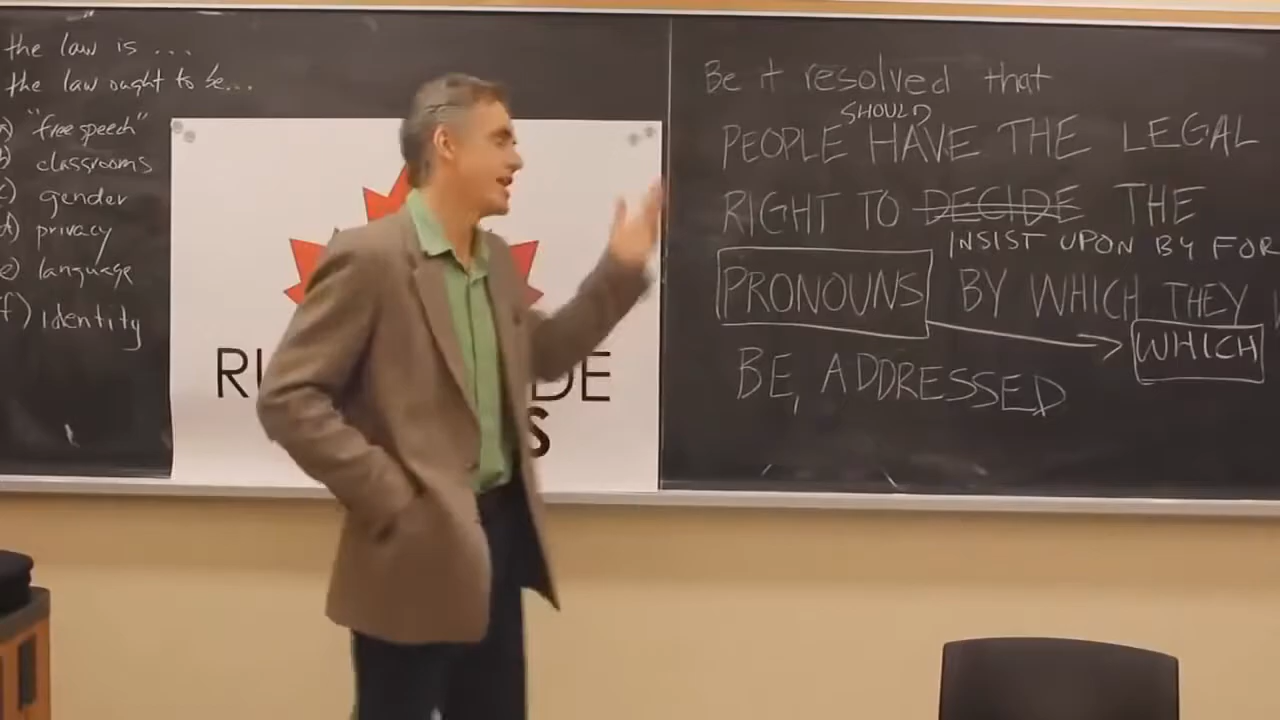 the law is ...
the law ought to be...
a) "free speech"
b) classrooms
c) gender
d) privacy
e) language
f) identity
RI DE
S
Be it resolved that
SHOULD
PEOPLE HAVE THE LEGAL
RIGHT TO DECIDE THE
INSIST UPON BY FOR
PRONOUNS BY WHICH THEY
WHICH
BE, ADDRESSED